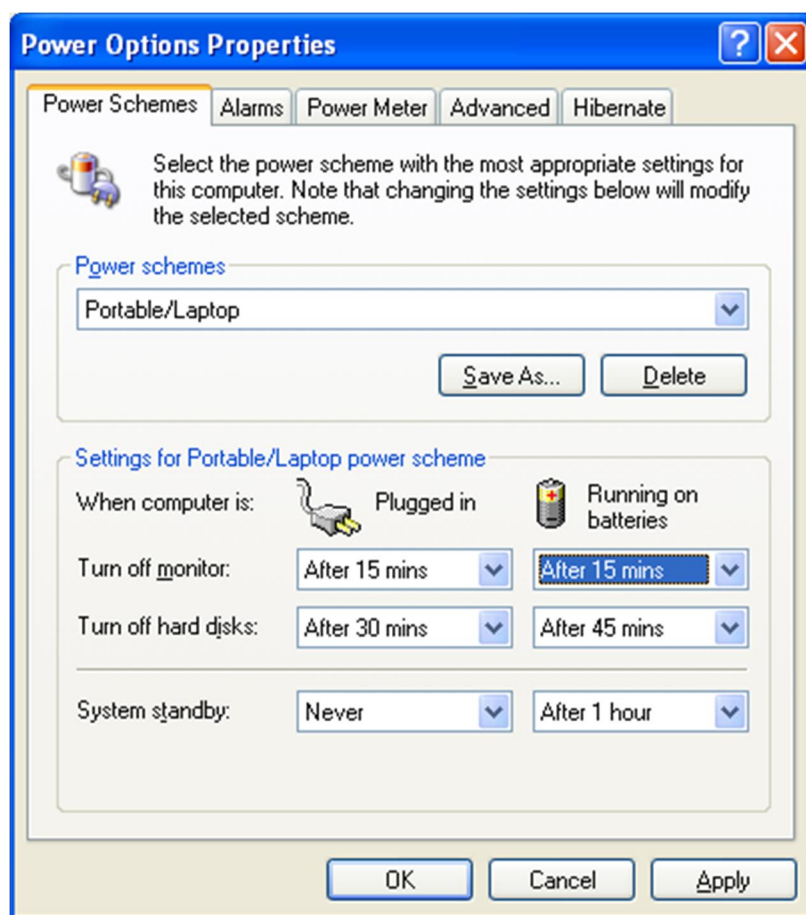 Power Options Properties
Power Schemes Alarms Power Meter Advanced Hibernate
Select the power scheme with the most appropriate settings for
this computer. Note that changing the settings below will modify
the selected scheme.
Power schemes
Portable/Laptop
Save As... Delete
Settings for Portable/Laptop power scheme
When computer is: Plugged in Running on
batteries
Turn off monitor: After 15 mins After 15 mins
Turn off hard disks: After 30 mins After 45 mins
System standby: Never After 1 hour
OK Cancel Apply